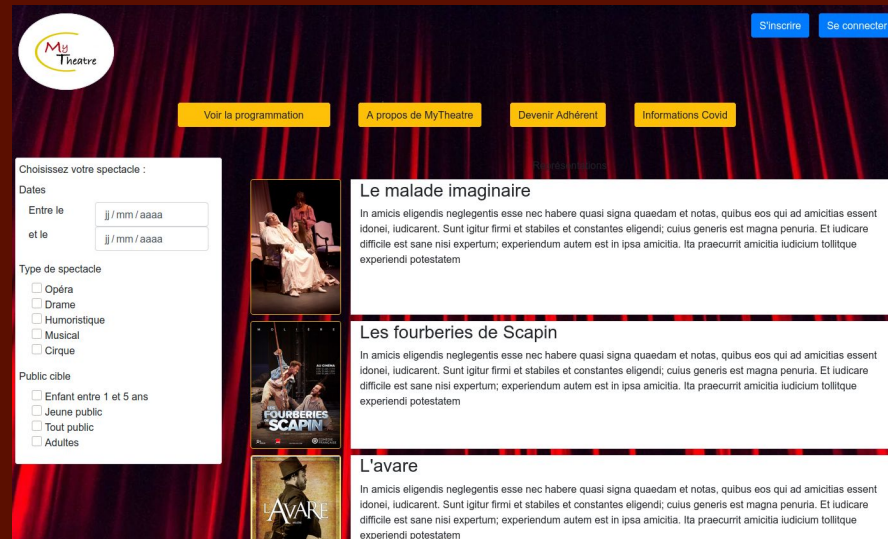 My
Theatre
S'inscrire
Se connecter
Voir la programmation
A propos de MyTheatre
Devenir Adhérent
Informations Covid
Choisissez votre spectacle :
Dates
Entre le
jj / mm / aaaa
et le
jj / mm / aaaa
Type de spectacle
Opéra
Drame
Humoristique
Musical
Cirque
Public cible
Enfant entre 1 et 5 ans
Jeune public
Tout public
Adultes
Représentations
Le malade imaginaire
In amicis eligendis neglegentis esse nec habere quasi signa quaedam et notas, quibus eos qui ad amicitias essent
idonei, iudicarent. Sunt igitur firmi et stabiles et constantes eligendi; cuius generis est magna penuria. Et iudicare
difficile est sane nisi expertum; experiendum autem est in ipsa amicitia. Ita praecurrit amicitia iudicium tollitque
experiendi potestatem
MOLIÈRE
AU CINÉMA
LES
FOURBERIES
DE
SCAPIN
Les fourberies de Scapin
In amicis eligendis neglegentis esse nec habere quasi signa quaedam et notas, quibus eos qui ad amicitias essent
idonei, iudicarent. Sunt igitur firmi et stabiles et constantes eligendi; cuius generis est magna penuria. Et iudicare
difficile est sane nisi expertum; experiendum autem est in ipsa amicitia. Ita praecurrit amicitia iudicium tollitque
experiendi potestatem
L'AVARE
L'avare
In amicis eligendis neglegentis esse nec habere quasi signa quaedam et notas, quibus eos qui ad amicitias essent
idonei, iudicarent. Sunt igitur firmi et stabiles et constantes eligendi; cuius generis est magna penuria. Et iudicare
difficile est sane nisi expertum; experiendum autem est in ipsa amicitia. Ita praecurrit amicitia iudicium tollitque
experiendi potestatem